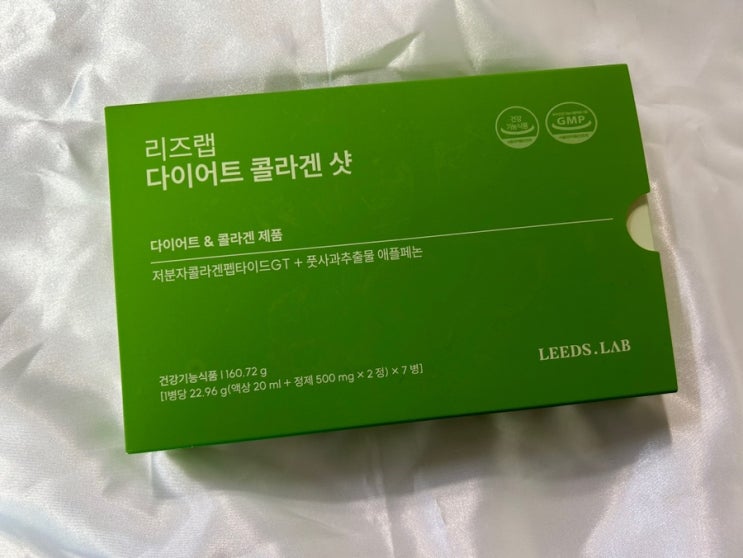 리즈랩
다이어트 콜라겐 샷
건강
기능식품
GMP
다이어트 & 콜라겐 제품
저분자콜라겐펩타이드GT + 풋사과추출물 애플페논
LEEDS.LAB
건강기능식품 | 160.72 g
[1병당 22.96 g(액상 20 ml + 정제 500 mg × 2 정) × 7 병]